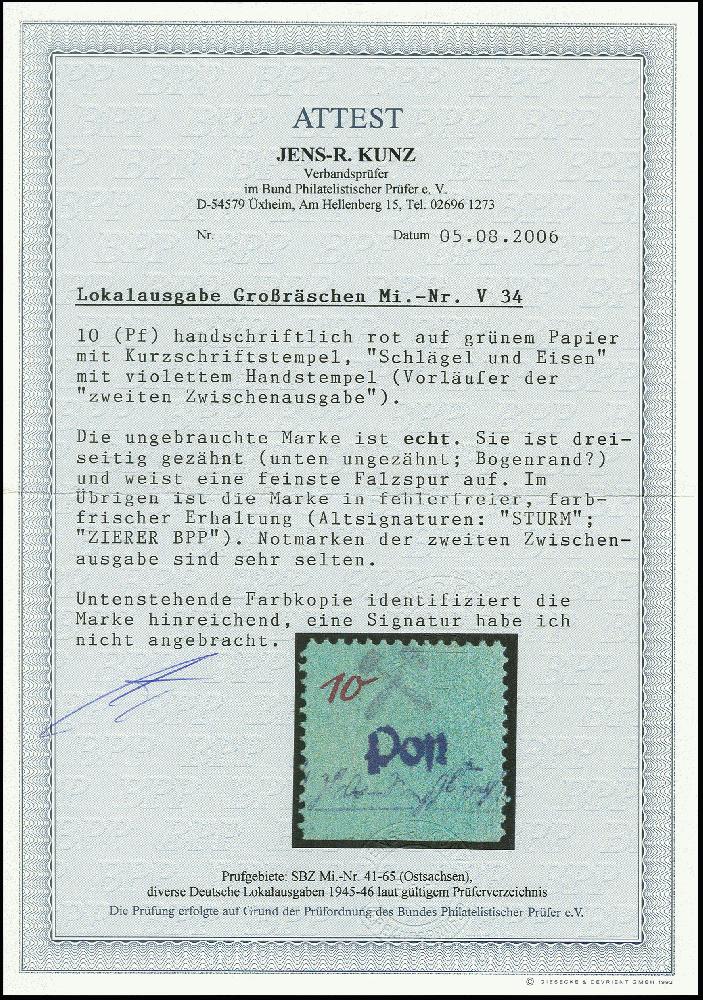 ATTEST
JENS-R. KUNZ
Verbandsprüfer
im Bund Philatelistischer Prüfer e. V.
D-54579 Üxheim, Am Hellenberg 15, Tel. 02696 1273
Nr. Datum 05.08.2006
Lokalausgabe Großräschen Mi.-Nr. V 34
10 (Pf) handschriftlich rot auf grünem Papier
mit Kurzschriftstempel, "Schlägel und Eisen"
mit violettem Handstempel (Vorläufer der
"zweiten Zwischenausgabe").
Die ungebrauchte Marke ist echt. Sie ist drei-
seitig gezähnt (unten ungezähnt; Bogenrand?)
und weist eine feinste Falzspur auf. Im
Übrigen ist die Marke in fehlerfreier, farb-
frischer Erhaltung (Altsignaturen: "STURM";
"ZIERER BPP"). Notmarken der zweiten Zwischen-
ausgabe sind sehr selten.
Untenstehende Farbkopie identifiziert die
Marke hinreichend, eine Signatur habe ich
nicht angebracht.
10
Prüfgebiete: SBZ Mi.-Nr. 41-65 (Ostsachsen),
diverse Deutsche Lokalausgaben 1945-46 laut gültigem Prüferverzeichnis
Die Prüfung erfolgte auf Grund der Prüfordnung des Bundes Philatelistischer Prüfer e.V.
© GIESECKE & DEVRIENT GMBH 1992